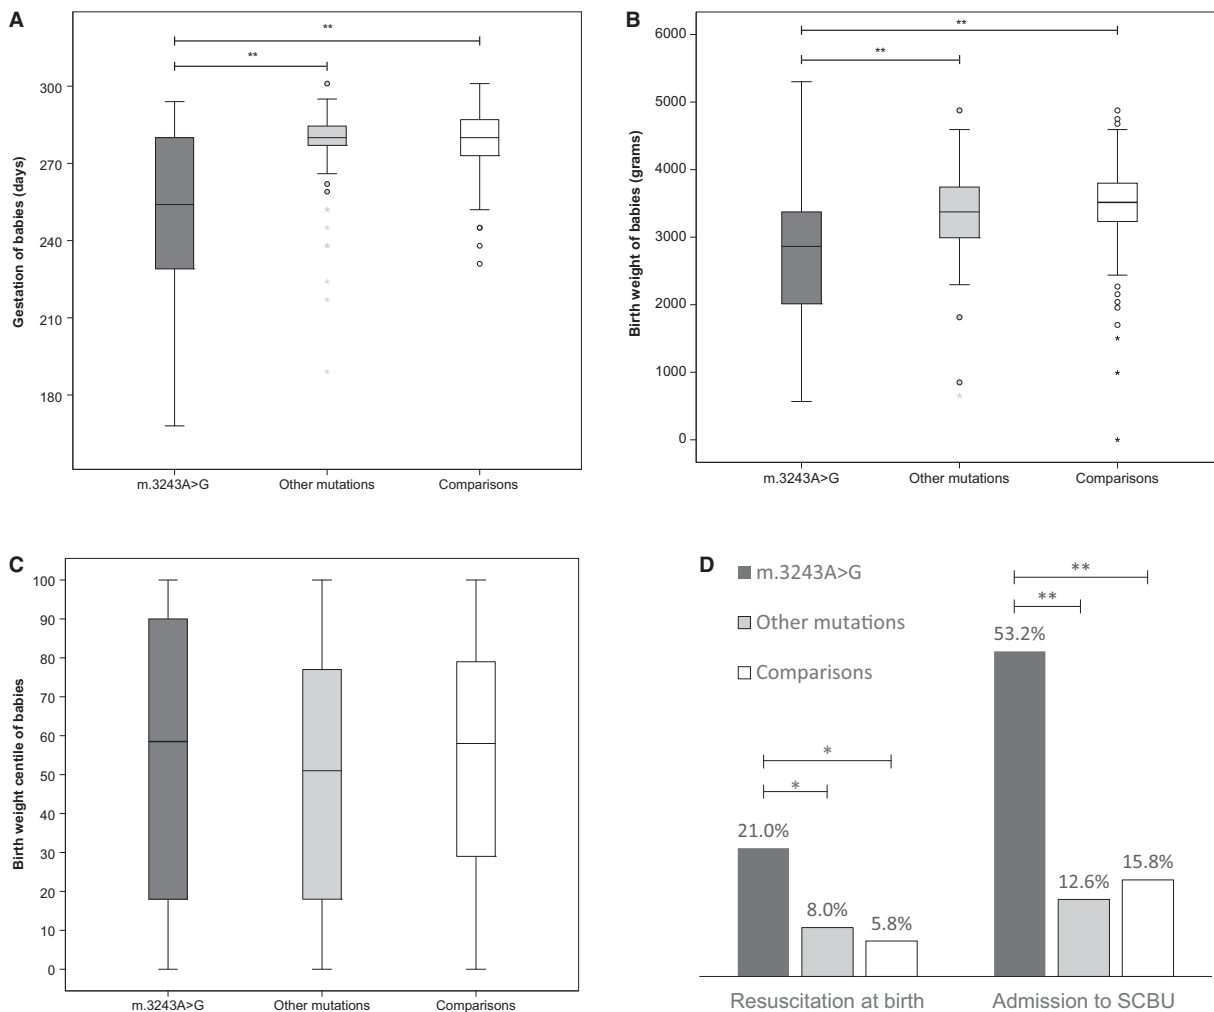 A
**
**
300
270
240
210
180
Gestation of babies (days)
m.3243A>G
Other mutations
Comparisons
B
**
**
6000
5000
4000
3000
2000
1000
0
Birth weight of babies (grams)
m.3243A>G
Other mutations
Comparisons
C
100
90
80
70
60
50
40
30
20
10
0
Birth weight centile of babies
m.3243A>G
Other mutations
Comparisons
D
m.3243A>G
Other mutations
Comparisons
**
**
53.2%
*
*
21.0%
8.0%
5.8%
12.6%
15.8%
Resuscitation at birth
Admission to SCBU